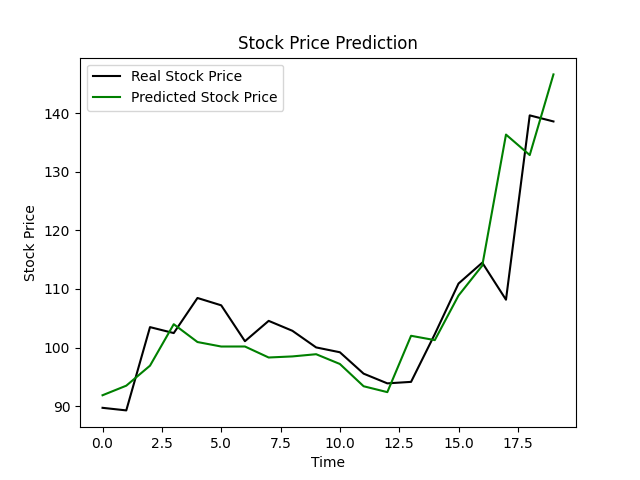 Stock Price Prediction
Real Stock Price
Predicted Stock Price
140
130
120
110
100
90
Stock Price
0.0 2.5 5.0 7.5 10.0 12.5 15.0 17.5
Time